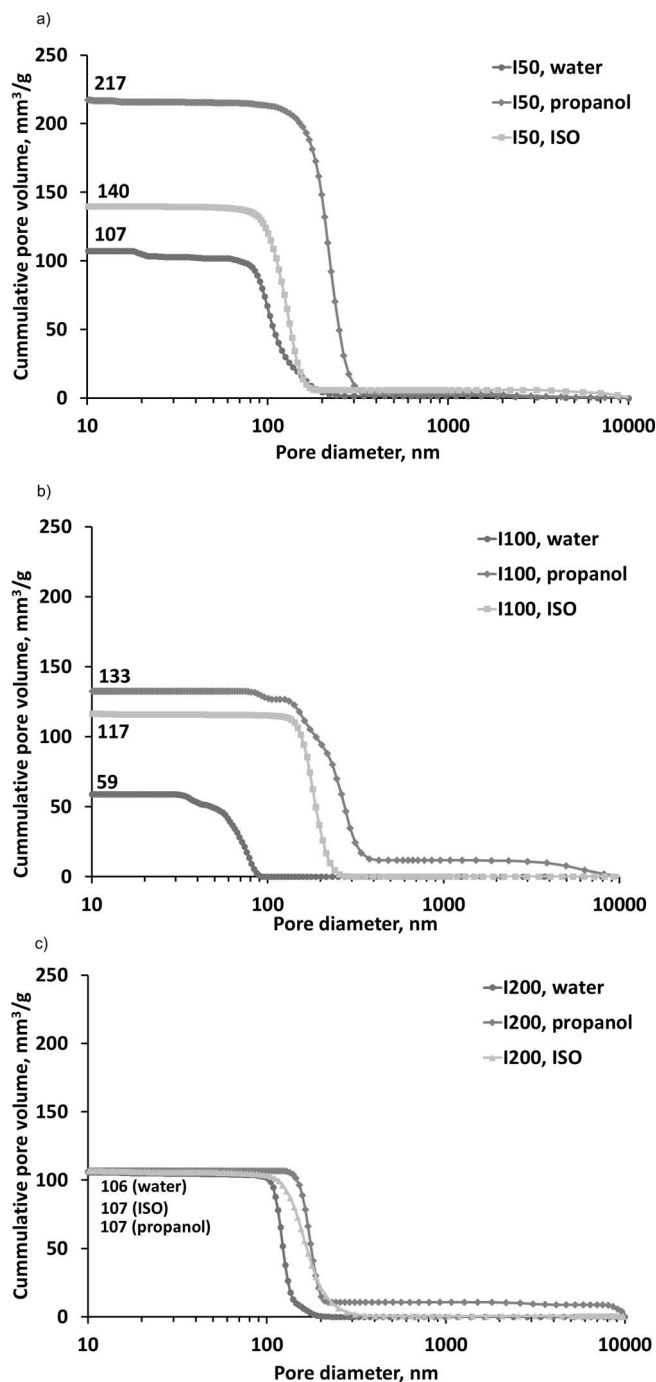 a)
250
200
150
100
50
0
217
140
107
I50, water
I50, propanol
I50, ISO
10 100 1000 10000
Cummulative pore volume, mm³/g
Pore diameter, nm
b)
250
200
150
100
50
0
133
117
59
I100, water
I100, propanol
I100, ISO
10 100 1000 10000
Cummulative pore volume, mm³/g
Pore diameter, nm
c)
250
200
150
100
50
0
106 (water)
107 (ISO)
107 (propanol)
I200, water
I200, propanol
I200, ISO
10 100 1000 10000
Cummulative pore volume, mm³/g
Pore diameter, nm